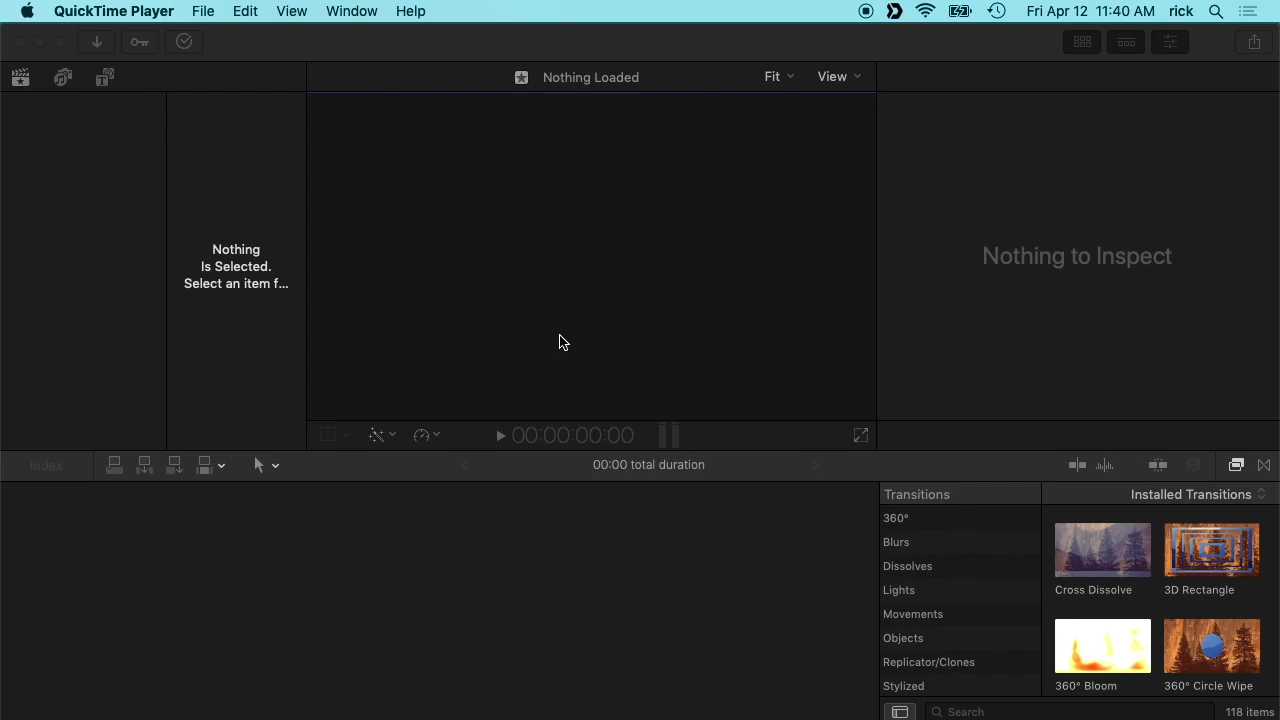 QuickTime Player File Edit View Window Help Fri Apr 12 11:40 AM rick
Nothing Loaded Fit View
Nothing
Is Selected.
Select an item f...
Nothing to Inspect
00:00:00:00
Index 00:00 total duration
Transitions Installed Transitions
360°
Blurs
Dissolves
Lights
Movements
Objects
Replicator/Clones
Stylized
Cross Dissolve 3D Rectangle
360° Bloom 360° Circle Wipe
Search 118 items